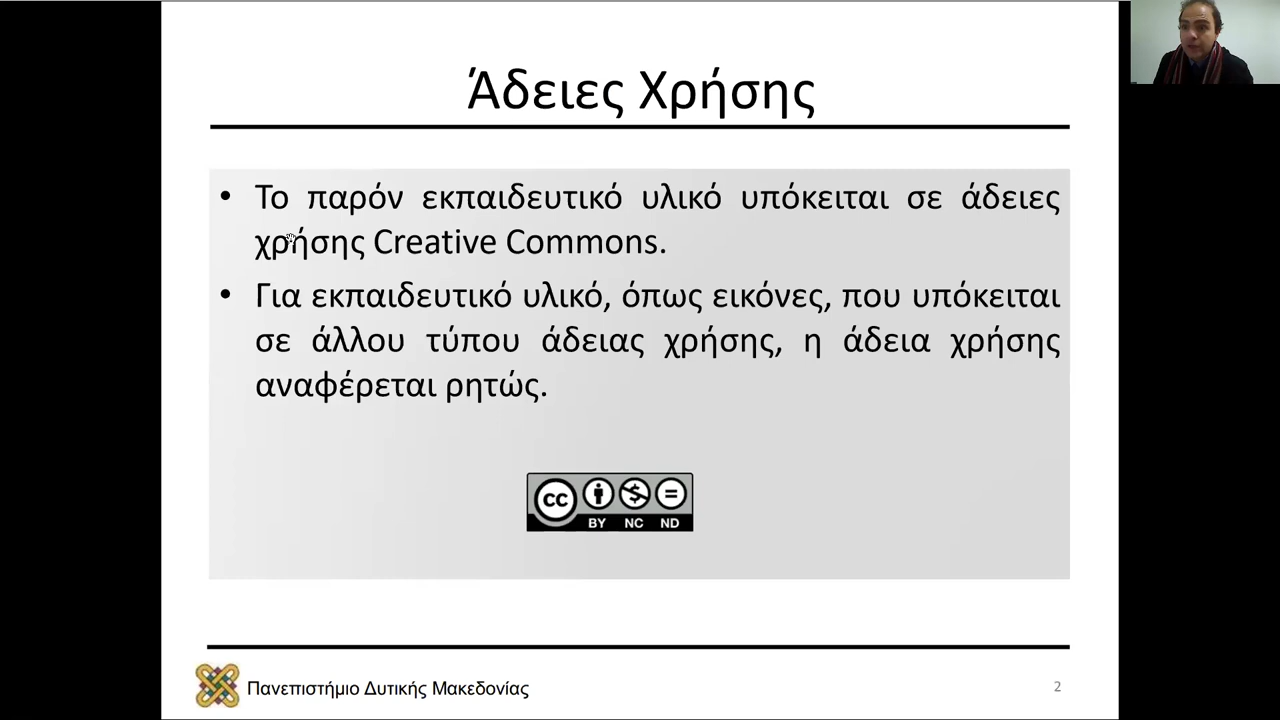 Άδειες Χρήσης
• Το παρόν εκπαιδευτικό υλικό υπόκειται σε άδειες
χρήσης Creative Commons.
• Για εκπαιδευτικό υλικό, όπως εικόνες, που υπόκειται
σε άλλου τύπου άδειας χρήσης, η άδεια χρήσης
αναφέρεται ρητώς.
cc
BY NC ND
Πανεπιστήμιο Δυτικής Μακεδονίας
2